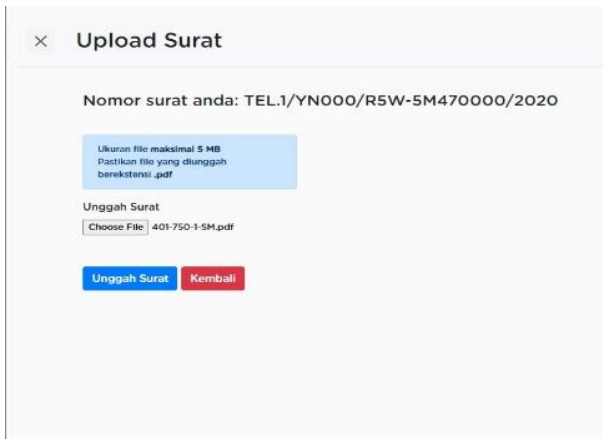 × Upload Surat
Nomor surat anda: TEL.1/YN000/R5W-5M470000/2020
Ukuran file maksimal 5 MB
Pastikan file yang diunggah
berekstensi .pdf
Unggah Surat
Choose File 401-750-1-SM.pdf
Unggah Surat Kembali